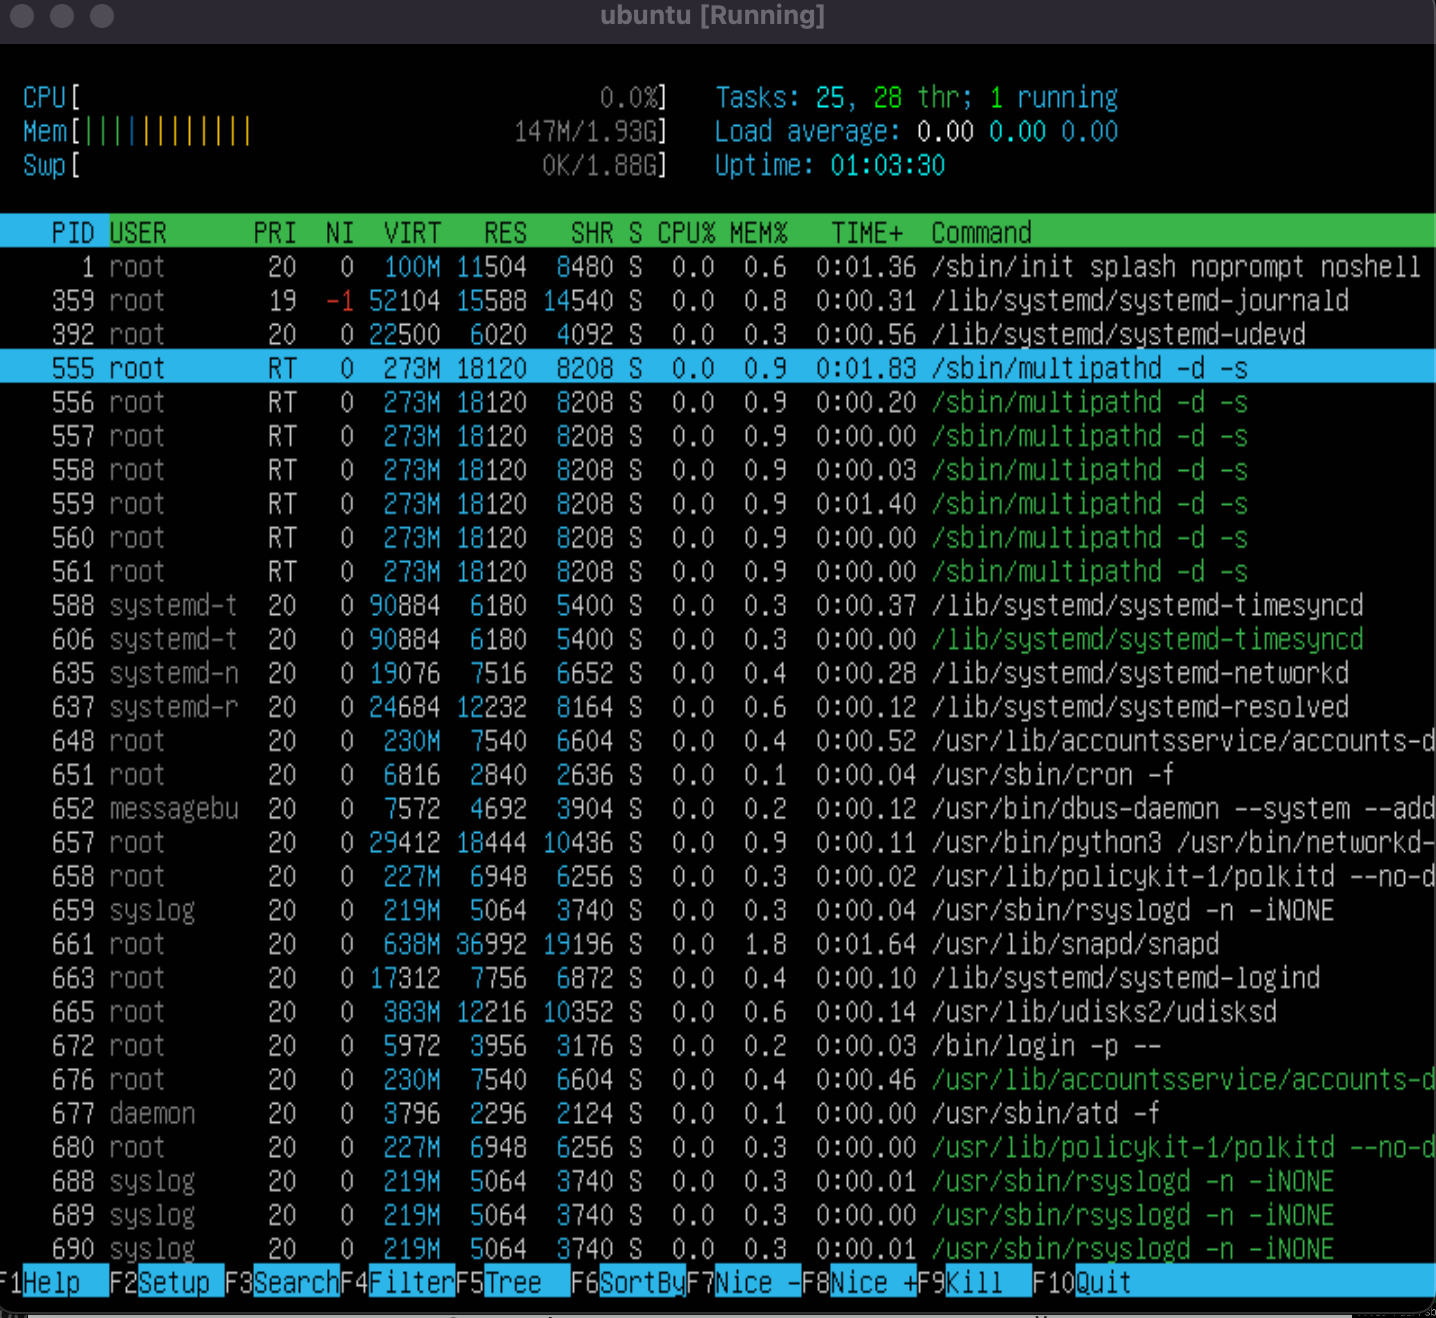 ubuntu [Running]
CPU[ 0.0%] Tasks: 25, 28 thr; 1 running
Mem[||||||||||||| 147M/1.93G] Load average: 0.00 0.00 0.00
Swp[ 0K/1.88G] Uptime: 01:03:30
PID USER PRI NI VIRT RES SHR S CPU% MEM% TIME+ Command
1 root 20 0 100M 11504 8480 S 0.0 0.6 0:01.36 /sbin/init splash noprompt noshell
359 root 19 -1 52104 15588 14540 S 0.0 0.8 0:00.31 /lib/systemd/systemd-journald
392 root 20 0 22500 6020 4092 S 0.0 0.3 0:00.56 /lib/systemd/systemd-udevd
555 root RT 0 273M 18120 8208 S 0.0 0.9 0:01.83 /sbin/multipathd -d -s
556 root RT 0 273M 18120 8208 S 0.0 0.9 0:00.20 /sbin/multipathd -d -s
557 root RT 0 273M 18120 8208 S 0.0 0.9 0:00.00 /sbin/multipathd -d -s
558 root RT 0 273M 18120 8208 S 0.0 0.9 0:00.03 /sbin/multipathd -d -s
559 root RT 0 273M 18120 8208 S 0.0 0.9 0:01.40 /sbin/multipathd -d -s
560 root RT 0 273M 18120 8208 S 0.0 0.9 0:00.00 /sbin/multipathd -d -s
561 root RT 0 273M 18120 8208 S 0.0 0.9 0:00.00 /sbin/multipathd -d -s
588 systemd-t 20 0 90884 6180 5400 S 0.0 0.3 0:00.37 /lib/systemd/systemd-timesyncd
606 systemd-t 20 0 90884 6180 5400 S 0.0 0.3 0:00.00 /lib/systemd/systemd-timesyncd
635 systemd-n 20 0 19076 7516 6652 S 0.0 0.4 0:00.28 /lib/systemd/systemd-networkd
637 systemd-r 20 0 24684 12232 8164 S 0.0 0.6 0:00.12 /lib/systemd/systemd-resolved
648 root 20 0 230M 7540 6604 S 0.0 0.4 0:00.52 /usr/lib/accountsservice/accounts-d
651 root 20 0 6816 2840 2636 S 0.0 0.1 0:00.04 /usr/sbin/cron -f
652 messagebu 20 0 7572 4692 3904 S 0.0 0.2 0:00.12 /usr/bin/dbus-daemon --system --add
657 root 20 0 29412 18444 10436 S 0.0 0.9 0:00.11 /usr/bin/python3 /usr/bin/networkd-
658 root 20 0 227M 6948 6256 S 0.0 0.3 0:00.02 /usr/lib/policykit-1/polkitd --no-d
659 syslog 20 0 219M 5064 3740 S 0.0 0.3 0:00.04 /usr/sbin/rsyslogd -n -iNONE
661 root 20 0 638M 36992 19196 S 0.0 1.8 0:01.64 /usr/lib/snapd/snapd
663 root 20 0 17312 7756 6872 S 0.0 0.4 0:00.10 /lib/systemd/systemd-logind
665 root 20 0 383M 12216 10352 S 0.0 0.6 0:00.14 /usr/lib/udisks2/udisksd
672 root 20 0 5972 3956 3176 S 0.0 0.2 0:00.03 /bin/login -p --
676 root 20 0 230M 7540 6604 S 0.0 0.4 0:00.46 /usr/lib/accountsservice/accounts-d
677 daemon 20 0 3796 2296 2124 S 0.0 0.1 0:00.00 /usr/sbin/atd -f
680 root 20 0 227M 6948 6256 S 0.0 0.3 0:00.00 /usr/lib/policykit-1/polkitd --no-d
688 syslog 20 0 219M 5064 3740 S 0.0 0.3 0:00.01 /usr/sbin/rsyslogd -n -iNONE
689 syslog 20 0 219M 5064 3740 S 0.0 0.3 0:00.00 /usr/sbin/rsyslogd -n -iNONE
690 syslog 20 0 219M 5064 3740 S 0.0 0.3 0:00.01 /usr/sbin/rsyslogd -n -iNONE
F1Help F2Setup F3SearchF4FilterF5Tree F6SortByF7Nice -F8Nice +F9Kill F10Quit